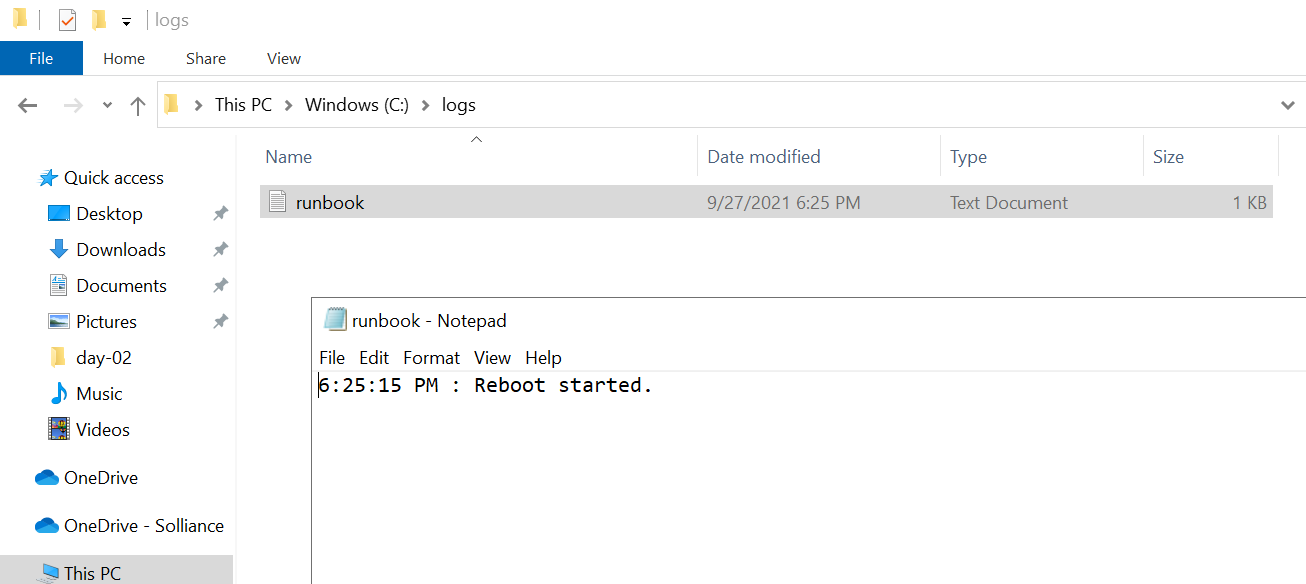 logs
File Home Share View
This PC Windows (C:) logs
Name Date modified Type Size
Quick access
runbook 9/27/2021 6:25 PM Text Document 1 KB
Desktop
Downloads
Documents
Pictures
day-02
Music
Videos
OneDrive
OneDrive - Solliance
This PC
runbook - Notepad
File Edit Format View Help
6:25:15 PM : Reboot started.